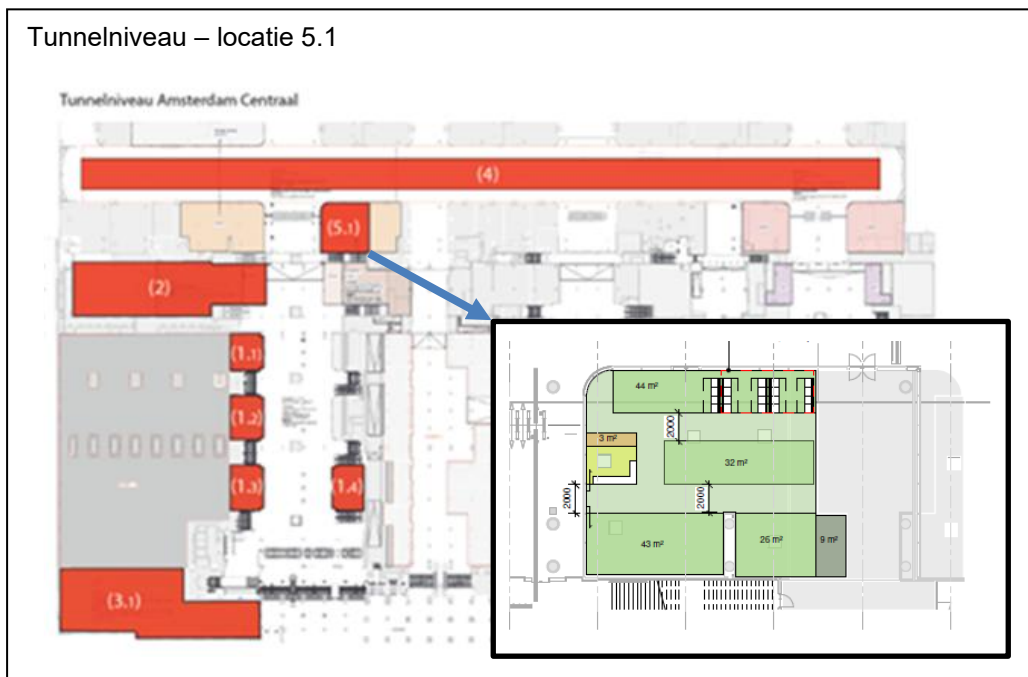 Tunnelniveau – locatie 5.1
Tunnelniveau Amsterdam Centraal
(4)
(5.1)
(2)
(1.1)
(1.2)
(1.3)
(1.4)
(3.1)
44 m²
2000
3 m²
32 m²
2000
2000
43 m²
26 m²
9 m²